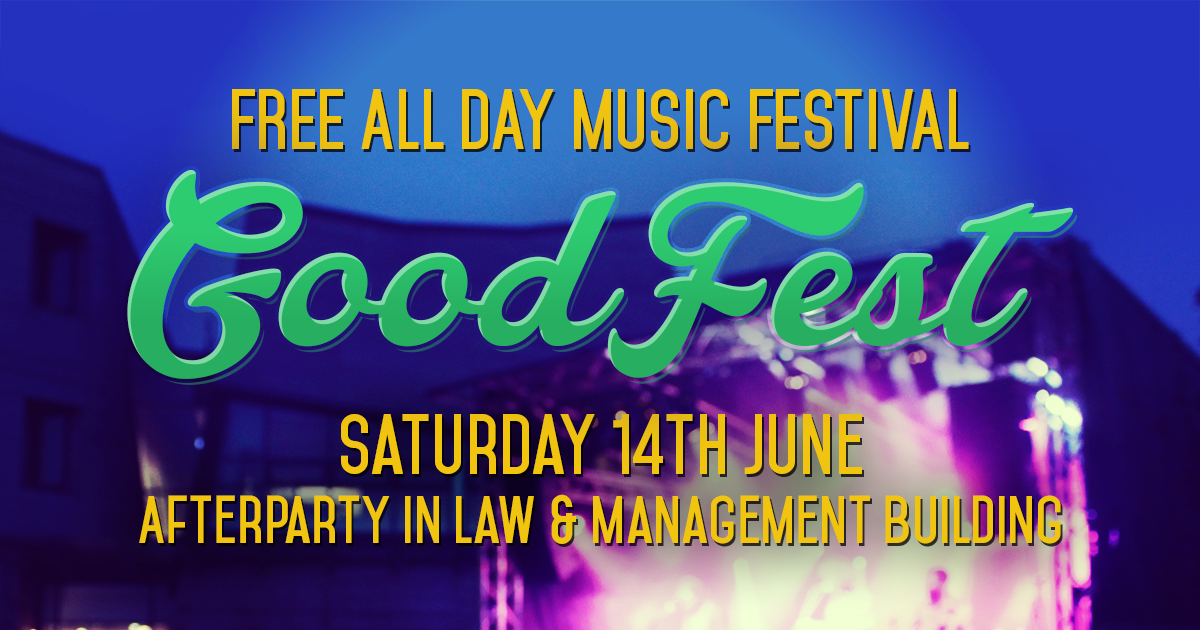 FREE ALL DAY MUSIC FESTIVAL
GoodFest
SATURDAY 14TH JUNE
AFTERPARTY IN LAW & MANAGEMENT BUILDING